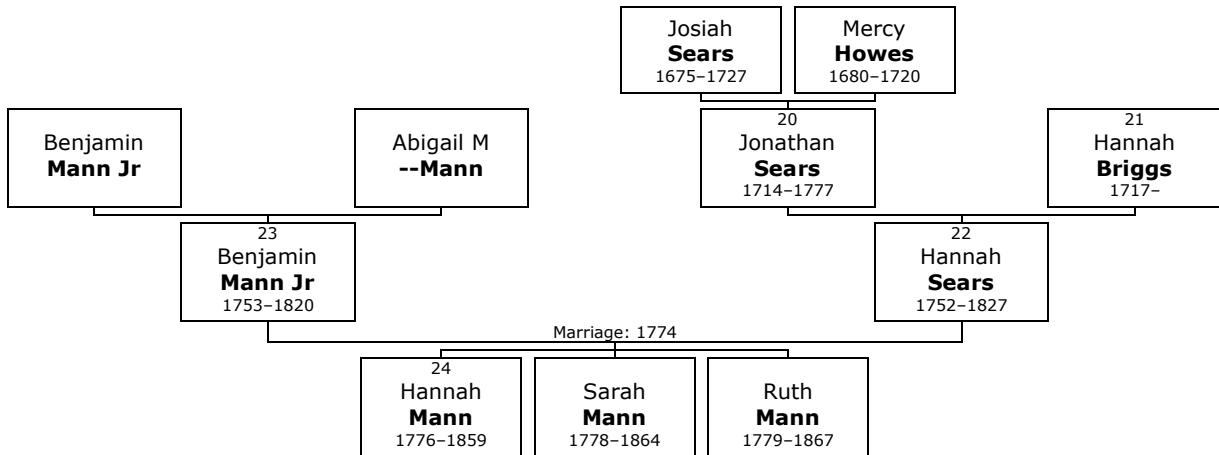 Josiah
Sears
1675–1727
Mercy
Howes
1680–1720
Benjamin
Mann Jr
Abigail M
--Mann
20
Jonathan
Sears
1714–1777
21
Hannah
Briggs
1717–
23
Benjamin
Mann Jr
1753–1820
22
Hannah
Sears
1752–1827
Marriage: 1774
24
Hannah
Mann
1776–1859
Sarah
Mann
1778–1864
Ruth
Mann
1779–1867